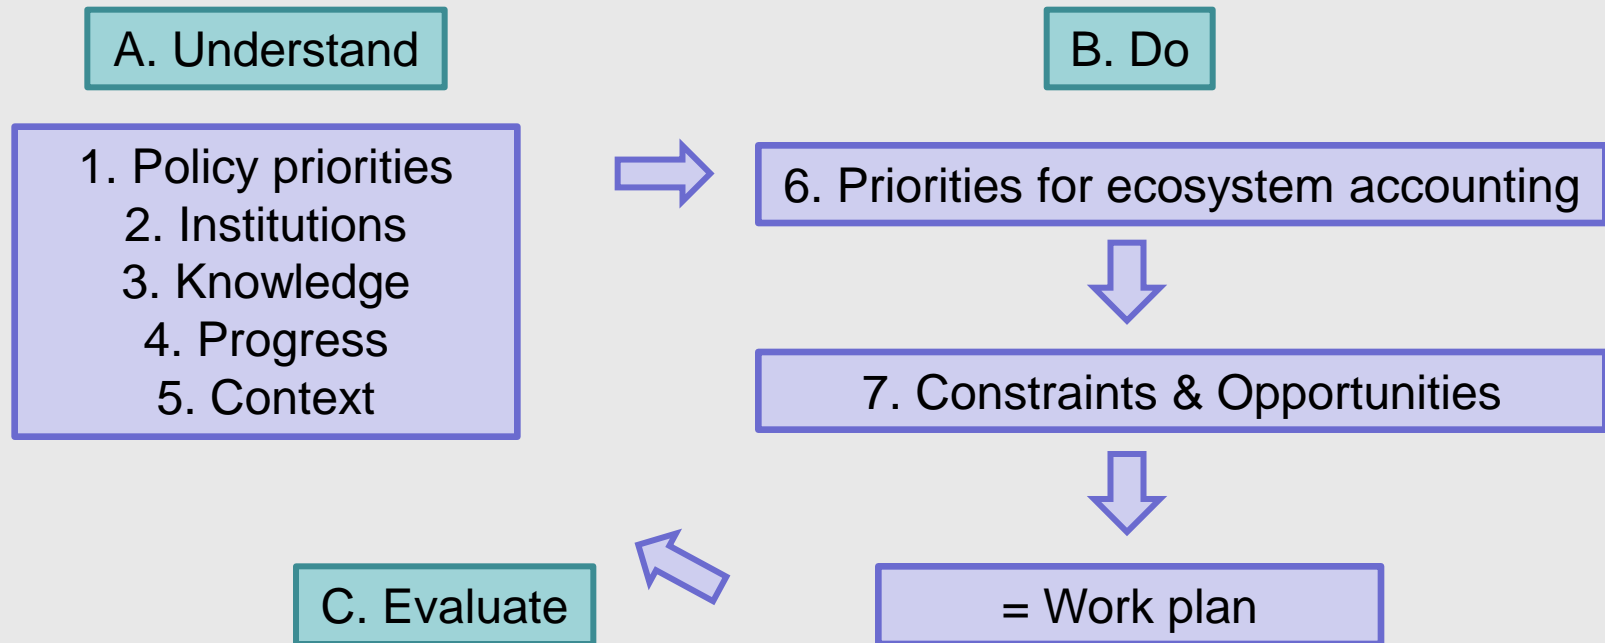 A. Understand
1. Policy priorities
2. Institutions
3. Knowledge
4. Progress
5. Context
B. Do
6. Priorities for ecosystem accounting
7. Constraints & Opportunities
= Work plan
C. Evaluate